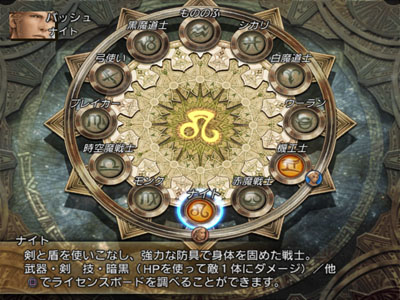 バッシュ
ナイト
もののふ
黒魔道士
シカリ
弓使い
白魔道士
ブレイカー
ウーラン
時空魔戦士
機工士
モンク
赤魔戦士
ナイト
ナイト
剣と盾を使いこなし、強力な防具で身体を固めた戦士。
武器・剣 技・暗黒（HPを使って敵1体にダメージ）／他
□でライセンスボードを調べることができます。